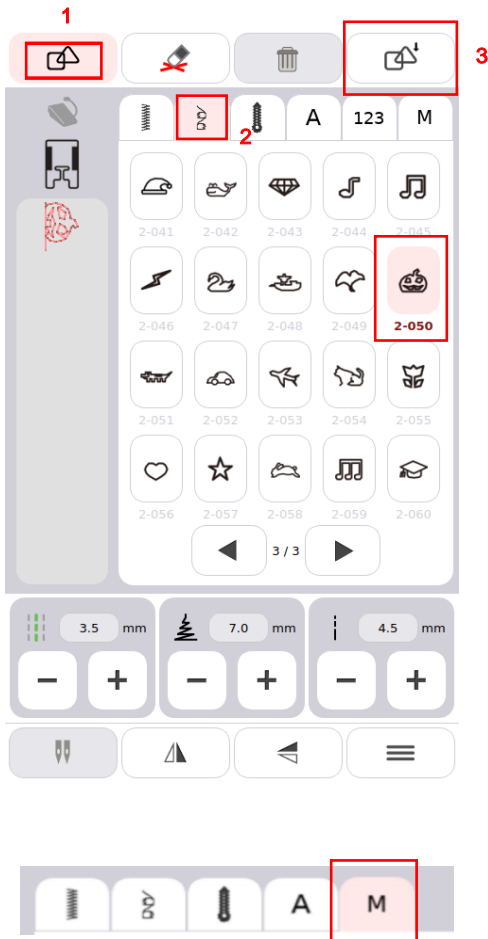 1
3
A 123 M
2
2-041 2-042 2-043 2-044 2-045
2-046 2-047 2-048 2-049 2-050
2-051 2-052 2-053 2-054 2-055
2-056 2-057 2-058 2-059 2-060
3 / 3
3.5 mm 7.0 mm 4.5 mm
− + − + − +
A M